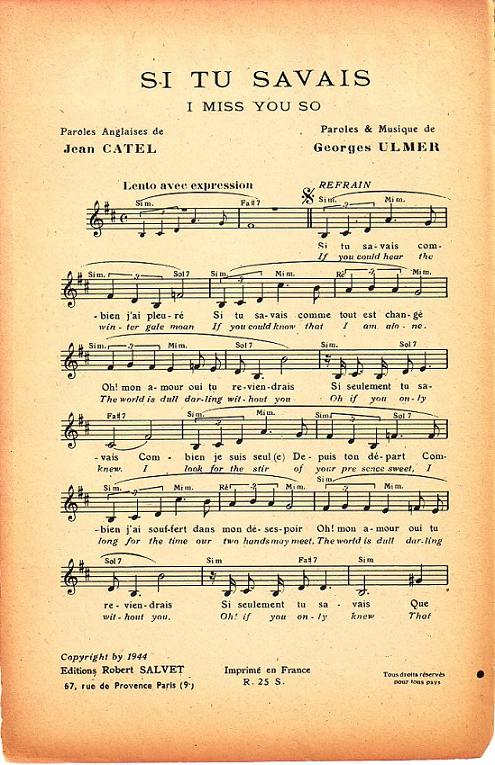 SI TU SAVAIS
I MISS YOU SO
Paroles Anglaises de
Jean CATEL
Paroles & Musique de
Georges ULMER
Lento avec expression
REFRAIN
Sim. Fa#7 Sim. Mim.
Si tu sa-vais com-
If you could hear the
Sim. Sol7 Sim. Mim. Ré Mim.
-bien j'ai pleu-ré Si tu sa-vais comme tout est chan-gé
win-ter gale moan If you could know that I am alo-ne.
Sim. Mim. Sol7 Sim. Sol7
Oh! mon a-mour oui tu re-vien-drais Si seulement tu sa-
The world is dull dar-ling wit-hout you Oh if you on-ly
Fa#7 Sim. Mim. Sim. Sol7
-vais Com-bien je suis seul(e) De-puis ton dé-part Com-
knew. I look for the stir of your pre sence sweet, I
Sim. Mim. Ré Mim. Sim. Mim.
-bien j'ai souf-fert dans mon dé-ses-poir Oh! mon a-mour oui tu
long for the time our two hands may meet. The world is dull dar-ling
Sol7 Sim Fa#7 Sim
re-vien-drais Si seulement tu sa-vais Que
wit-hout you. Oh! if you on-ly knew That
Copyright by 1944
Editions Robert SALVET
67, rue de Provence Paris (9e)
Imprimé en France
R. 25 S.
Tous droits réservés
pour tous pays